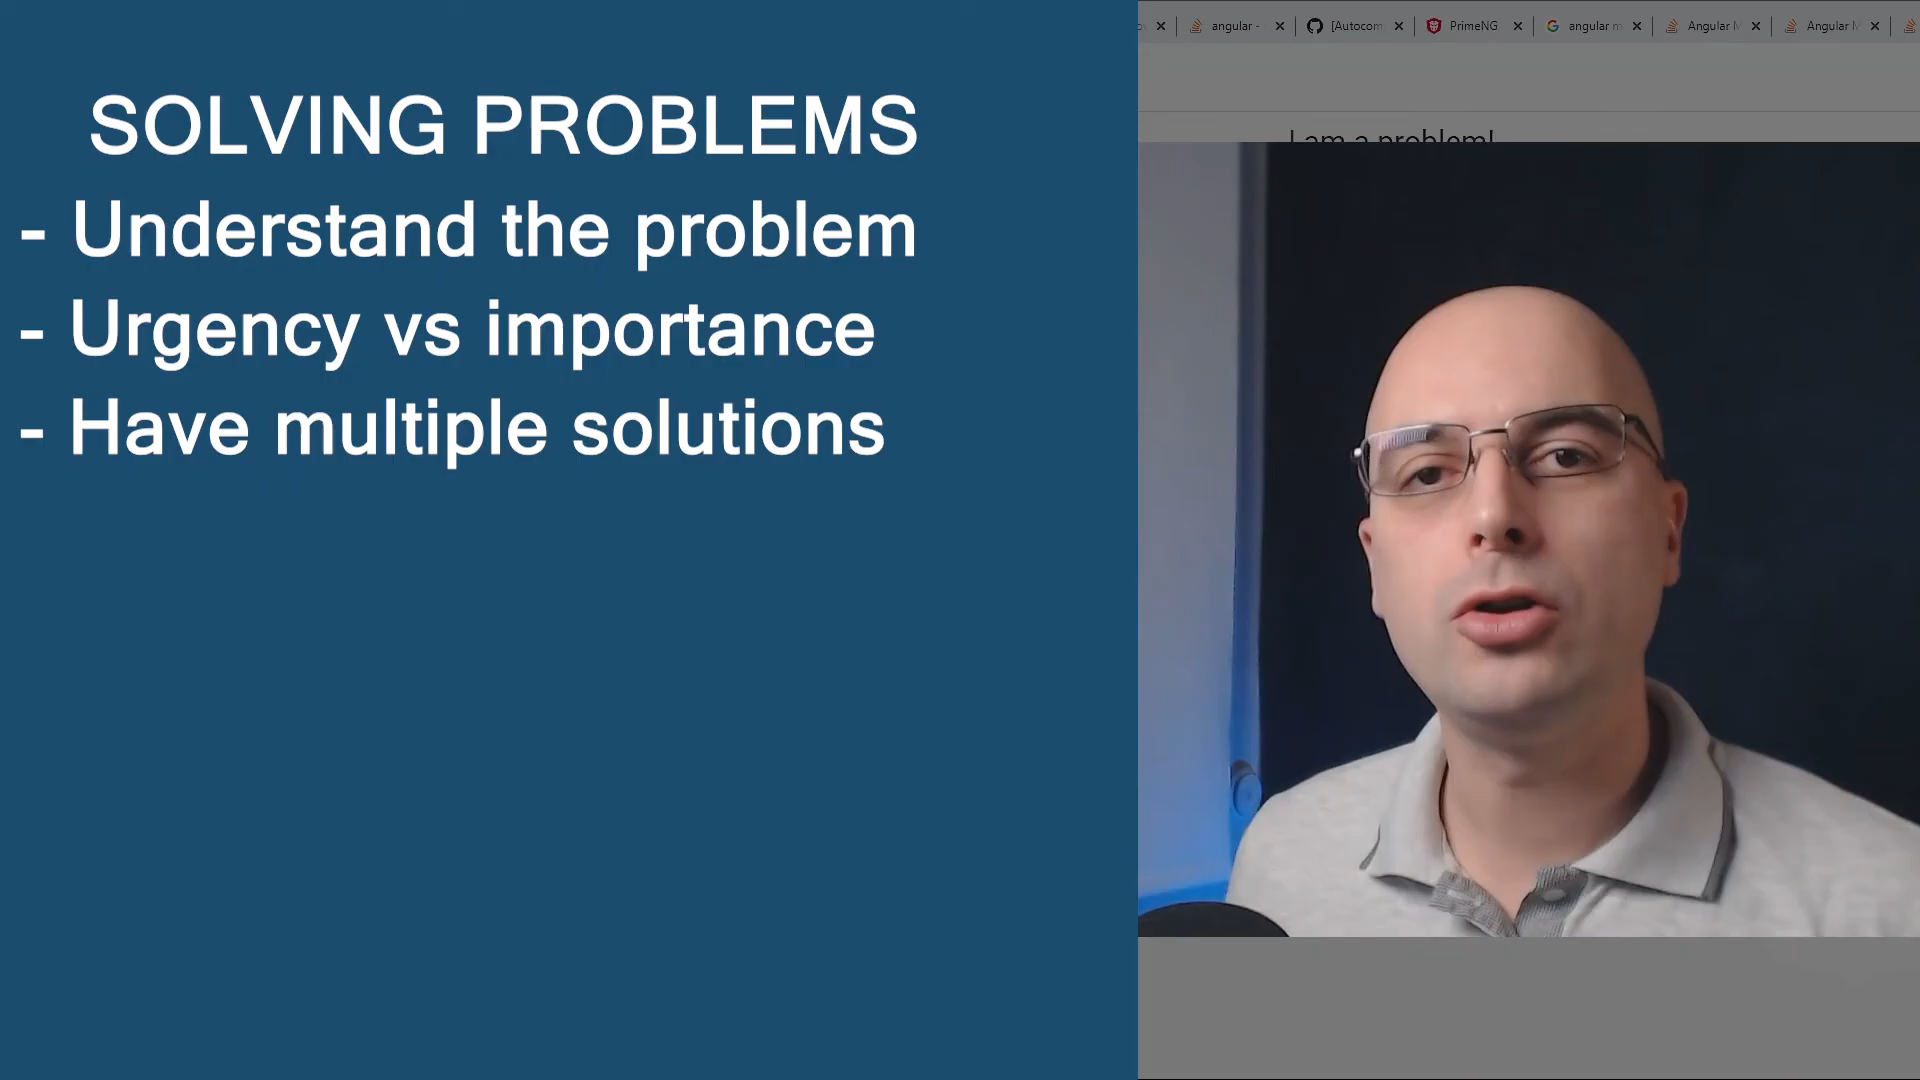 SOLVING PROBLEMS
- Understand the problem
- Urgency vs importance
- Have multiple solutions
angular -
[Autocom
PrimeNG
angular m
Angular M
Angular M
I am a problem!